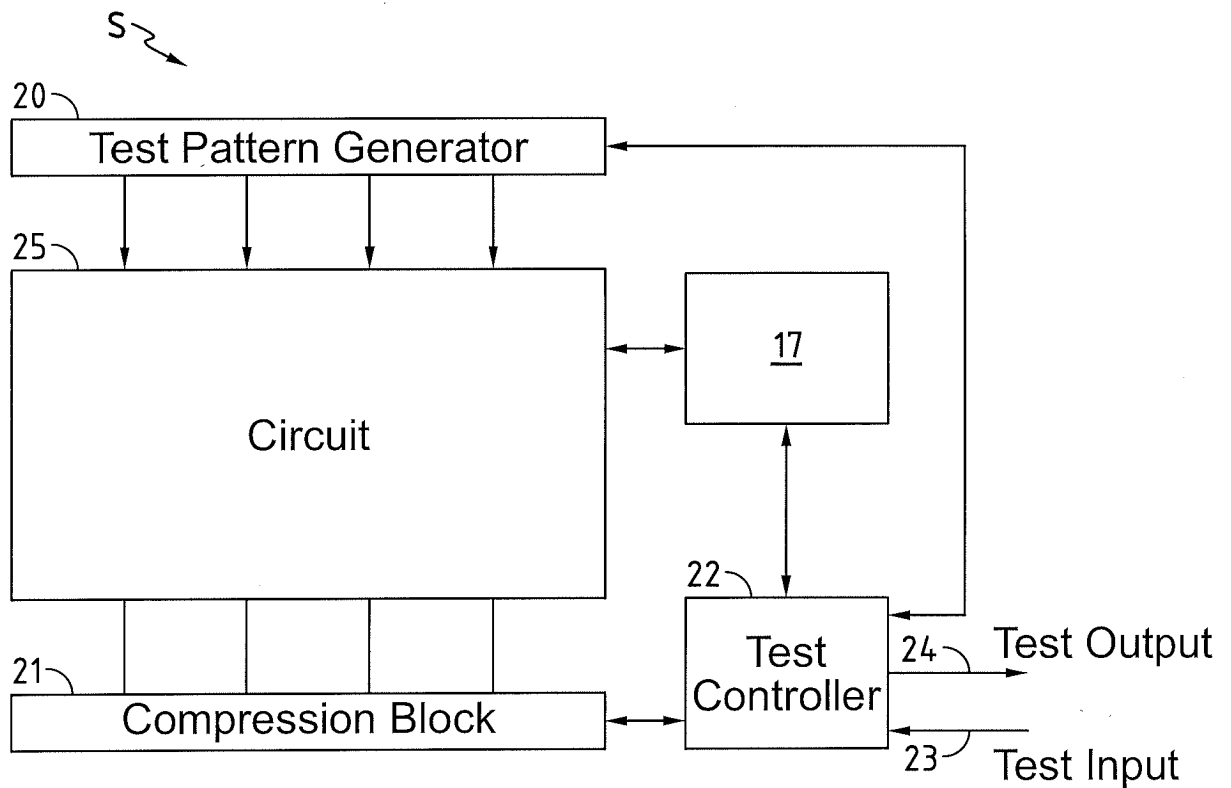 S
20
Test Pattern Generator
25
17
Circuit
22
Test Controller
24
Test Output
21
Compression Block
23
Test Input